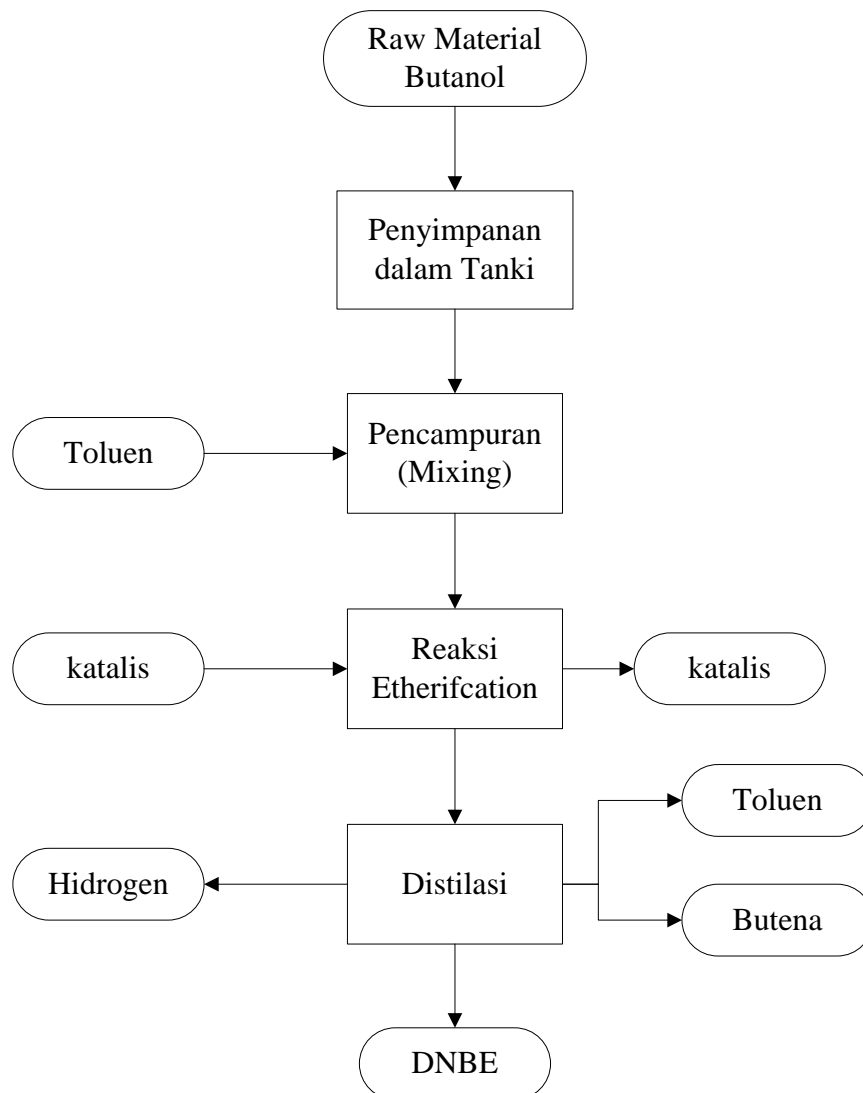 Raw Material
Butanol
Penyimpanan
dalam Tanki
Toluen
Pencampuran
(Mixing)
katalis
Reaksi
Etherifcation
katalis
Toluen
Hidrogen
Distilasi
Butena
DNBE